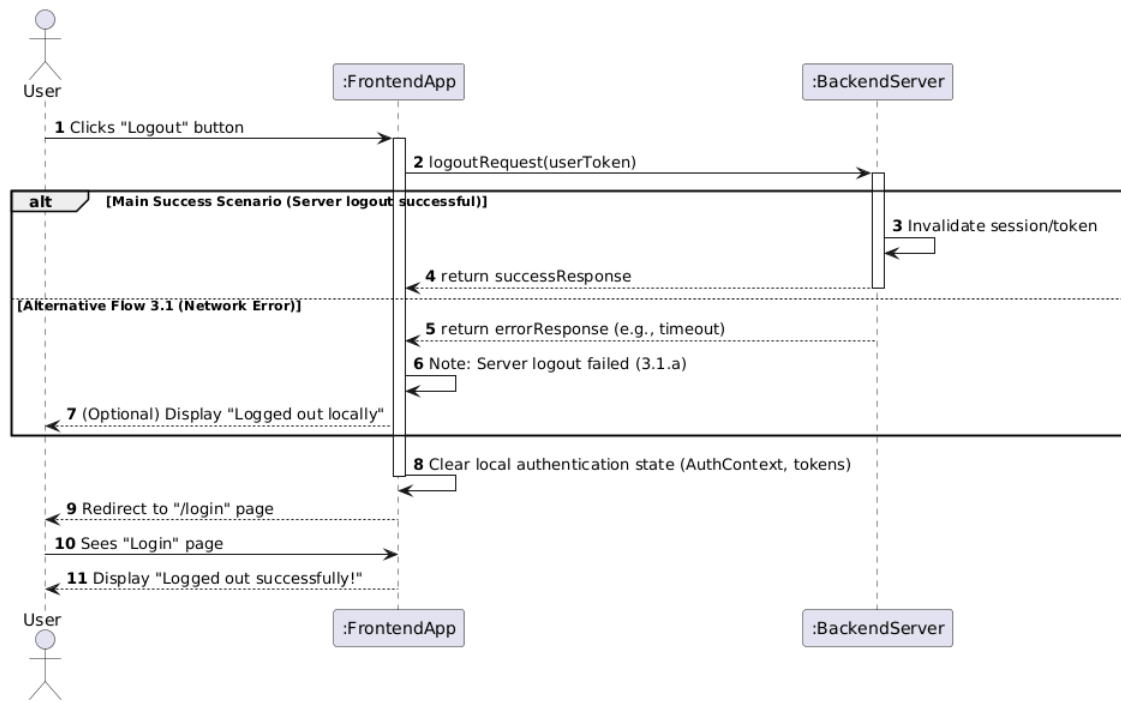 User
:FrontendApp
:BackendServer
1 Clicks "Logout" button
2 logoutRequest(userToken)
alt [Main Success Scenario (Server logout successful)]
3 Invalidate session/token
4 return successResponse
[Alternative Flow 3.1 (Network Error)]
5 return errorResponse (e.g., timeout)
6 Note: Server logout failed (3.1.a)
7 (Optional) Display "Logged out locally"
8 Clear local authentication state (AuthContext, tokens)
9 Redirect to "/login" page
10 Sees "Login" page
11 Display "Logged out successfully!"
User
:FrontendApp
:BackendServer